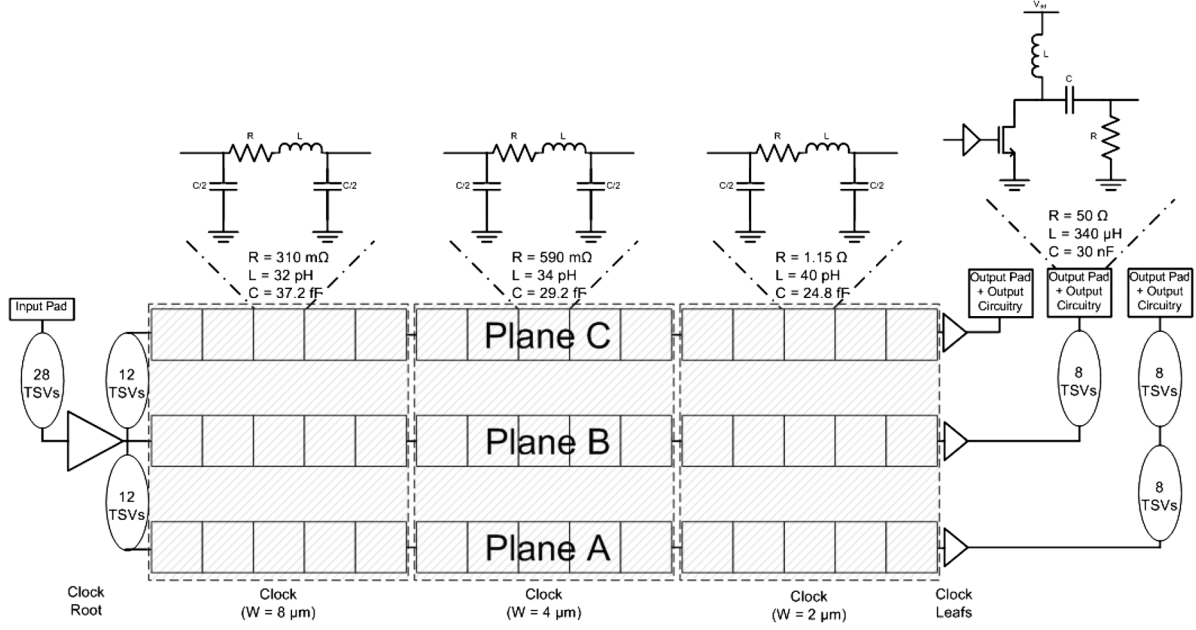 V_dd
L
C
R
R L
C/2 C/2
R L
C/2 C/2
R L
C/2 C/2
R = 310 mΩ
L = 32 pH
C = 37.2 fF
R = 590 mΩ
L = 34 pH
C = 29.2 fF
R = 1.15 Ω
L = 40 pH
C = 24.8 fF
R = 50 Ω
L = 340 µH
C = 30 nF
Input Pad
Output Pad
+ Output
Circuitry
Output Pad
+ Output
Circuitry
Output Pad
+ Output
Circuitry
28
TSVs
12
TSVs
Plane C
8
TSVs
8
TSVs
Plane B
12
TSVs
8
TSVs
Plane A
Clock
Root
Clock
(W = 8 µm)
Clock
(W = 4 µm)
Clock
(W = 2 µm)
Clock
Leafs